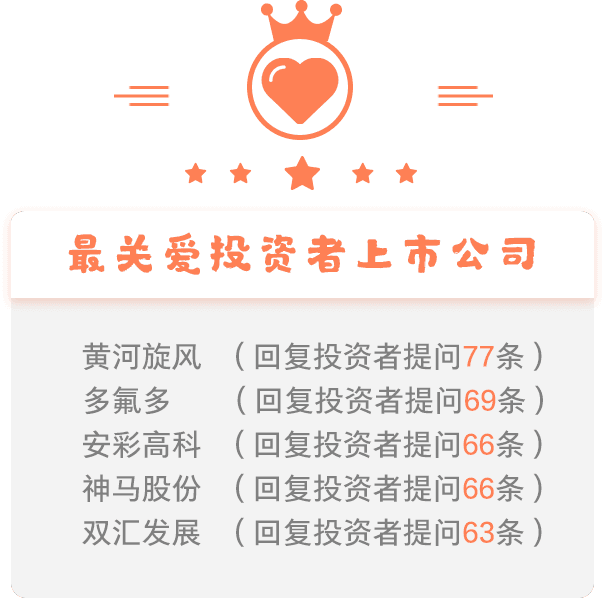 最关爱投资者上市公司
黄河旋风 （回复投资者提问77条）
多氟多 （回复投资者提问69条）
安彩高科 （回复投资者提问66条）
神马股份 （回复投资者提问66条）
双汇发展 （回复投资者提问63条）